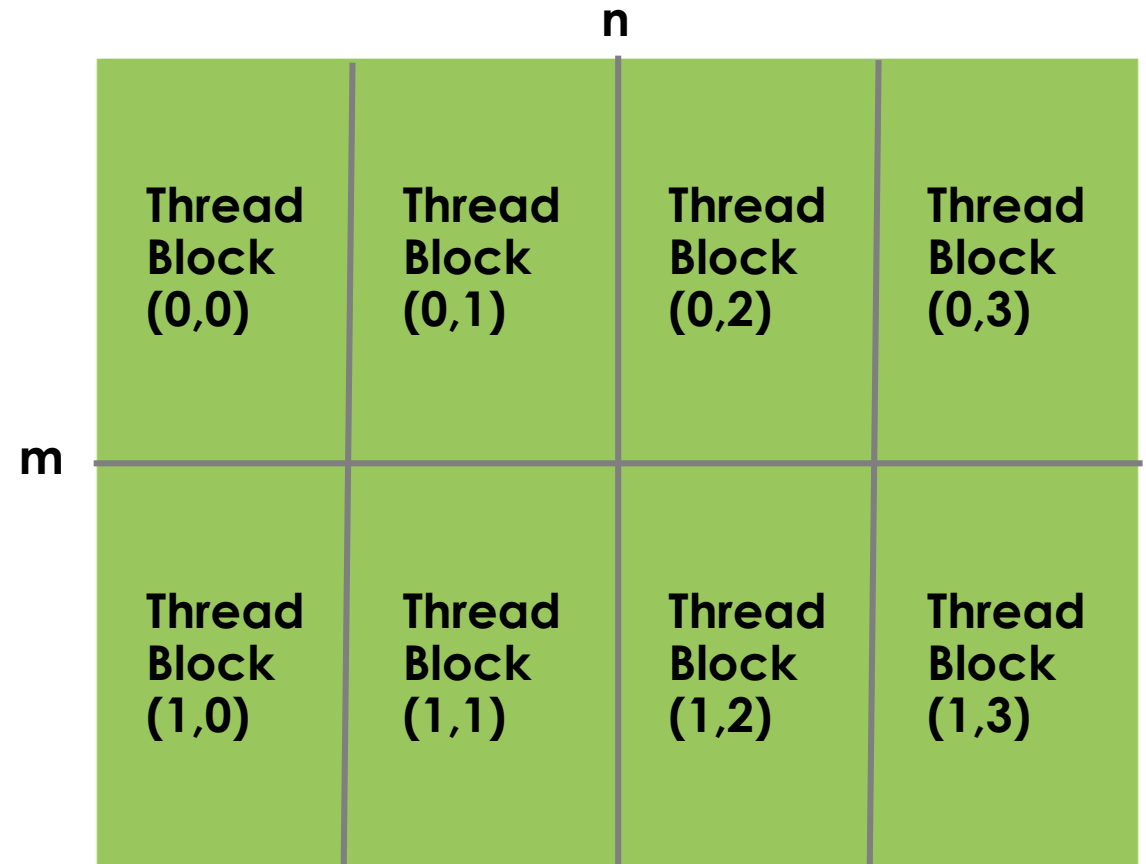 n
Thread
Block
(0,0)
Thread
Block
(0,1)
Thread
Block
(0,2)
Thread
Block
(0,3)
m
Thread
Block
(1,0)
Thread
Block
(1,1)
Thread
Block
(1,2)
Thread
Block
(1,3)